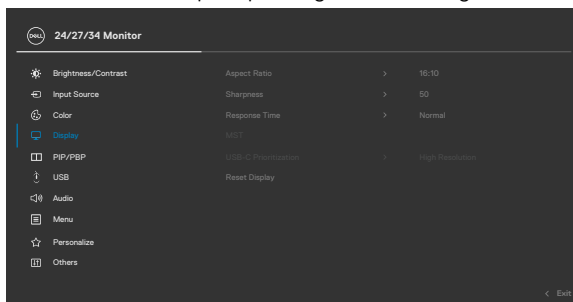 DELL 24/27/34 Monitor
Brightness/Contrast Aspect Ratio > 16:10
Input Source Sharpness > 50
Color Response Time > Normal
Display MST
PIP/PBP USB-C Prioritization > High Resolution
USB Reset Display
Audio
Menu
Personalize
Others
< Exit